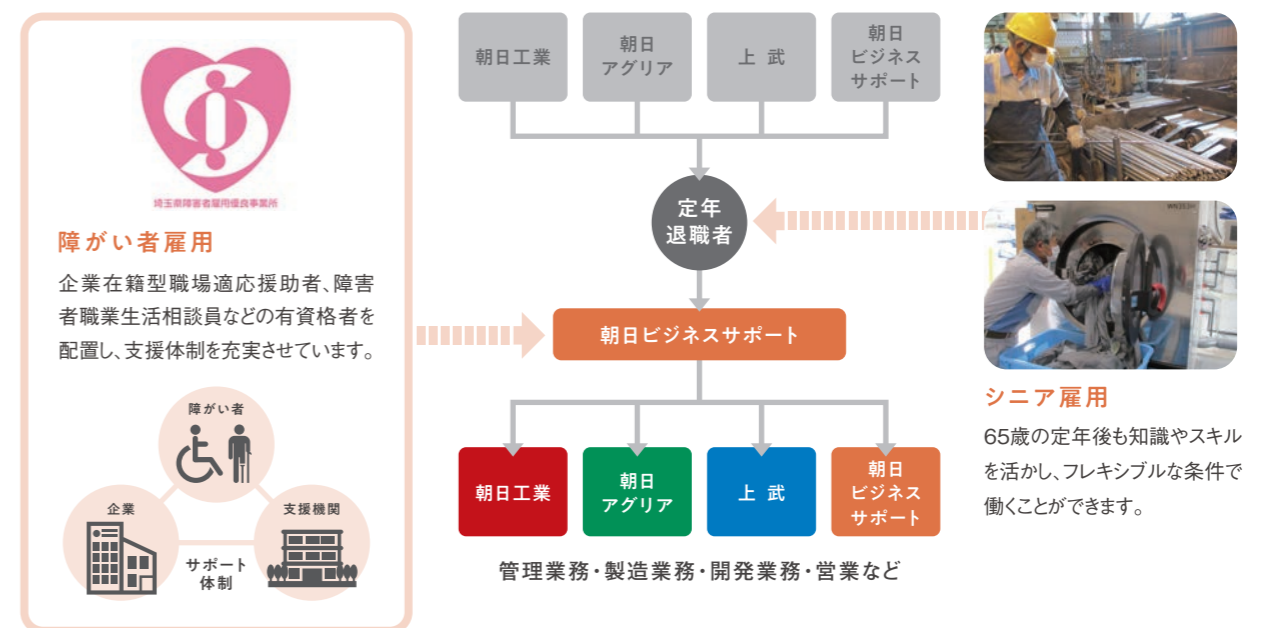 埼玉県障害者雇用優良事業所
障がい者雇用
企業在籍型職場適応援助者、障害
者職業生活相談員などの有資格者を
配置し、支援体制を充実させています。
障がい者
企業
支援機関
サポート
体制
朝日工業
朝日
アグリア
上 武
朝日
ビジネス
サポート
定年
退職者
朝日ビジネスサポート
朝日工業
朝日
アグリア
上 武
朝日
ビジネス
サポート
管理業務・製造業務・開発業務・営業など
シニア雇用
65歳の定年後も知識やスキル
を活かし、フレキシブルな条件で
働くことができます。